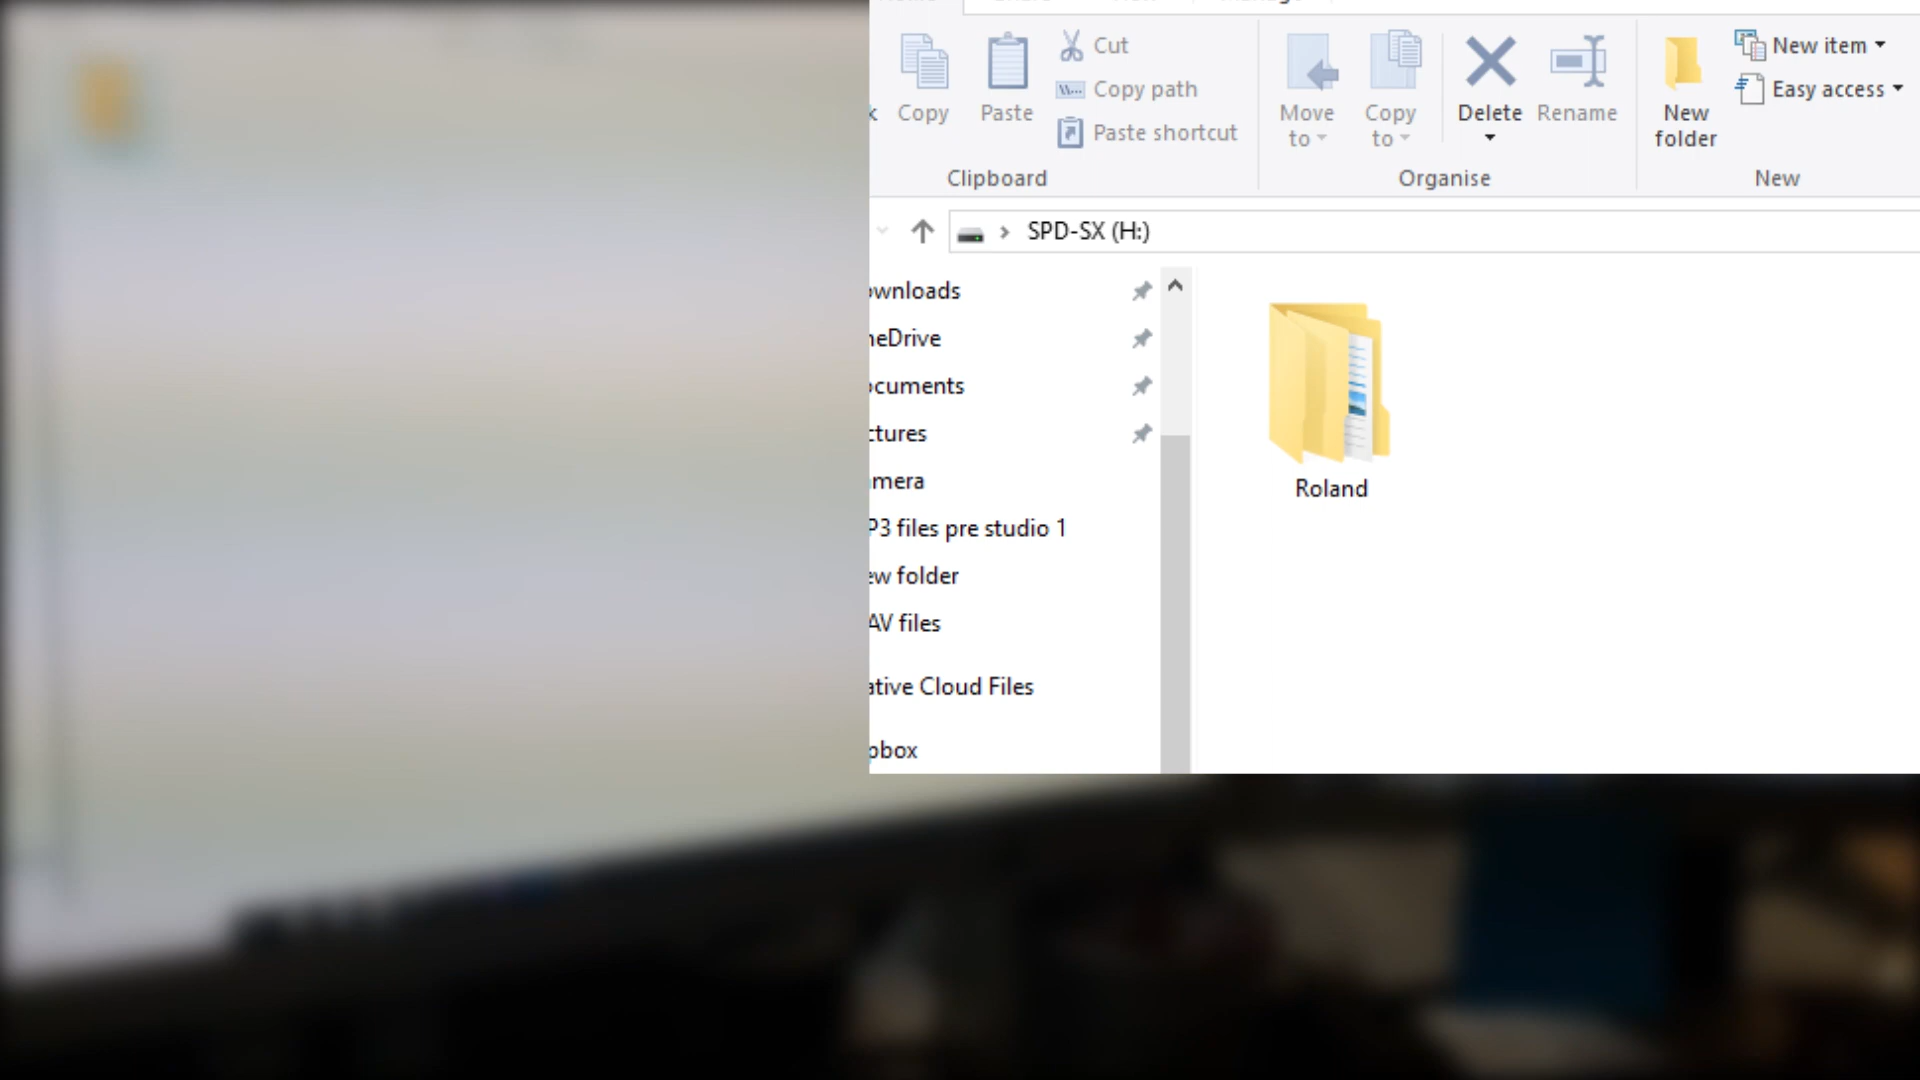 Cut
Copy path
Paste shortcut
Copy
Paste
Clipboard
Move to
Copy to
Delete
Rename
Organise
New folder
New item
Easy access
New
SPD-SX (H:)
ownloads
neDrive
ocuments
ctures
mera
P3 files pre studio 1
ew folder
AV files
ative Cloud Files
pbox
Roland